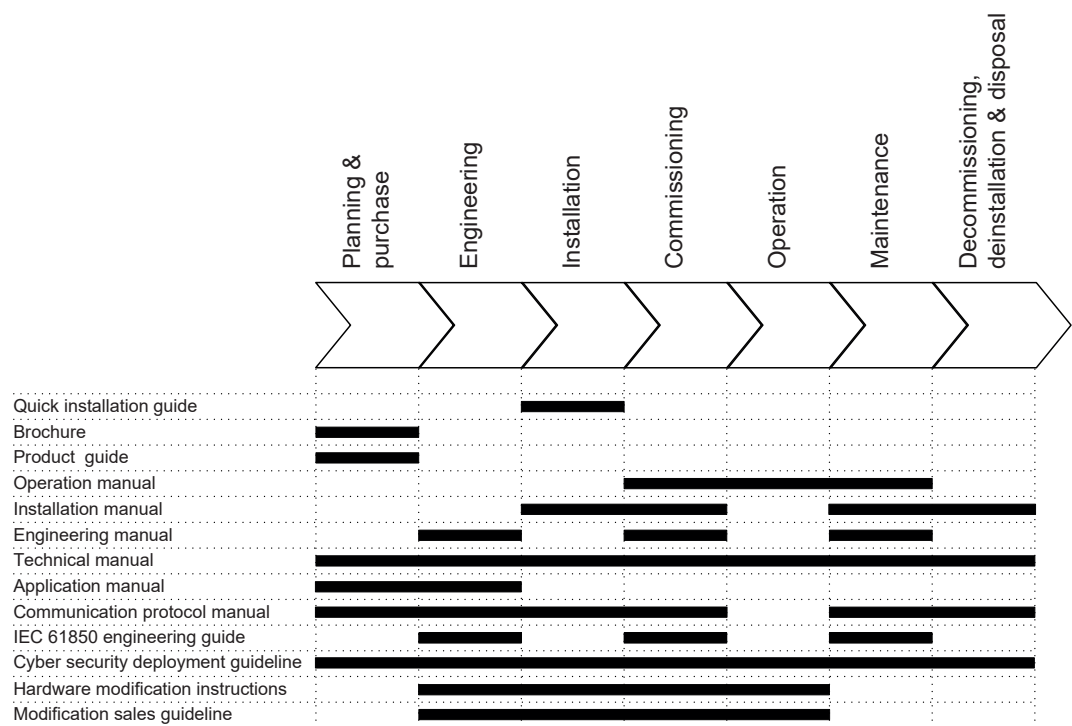 Planning &
purchase
Engineering
Installation
Commissioning
Operation
Maintenance
Decommissioning,
deinstallation & disposal
Quick installation guide
Brochure
Product guide
Operation manual
Installation manual
Engineering manual
Technical manual
Application manual
Communication protocol manual
IEC 61850 engineering guide
Cyber security deployment guideline
Hardware modification instructions
Modification sales guideline